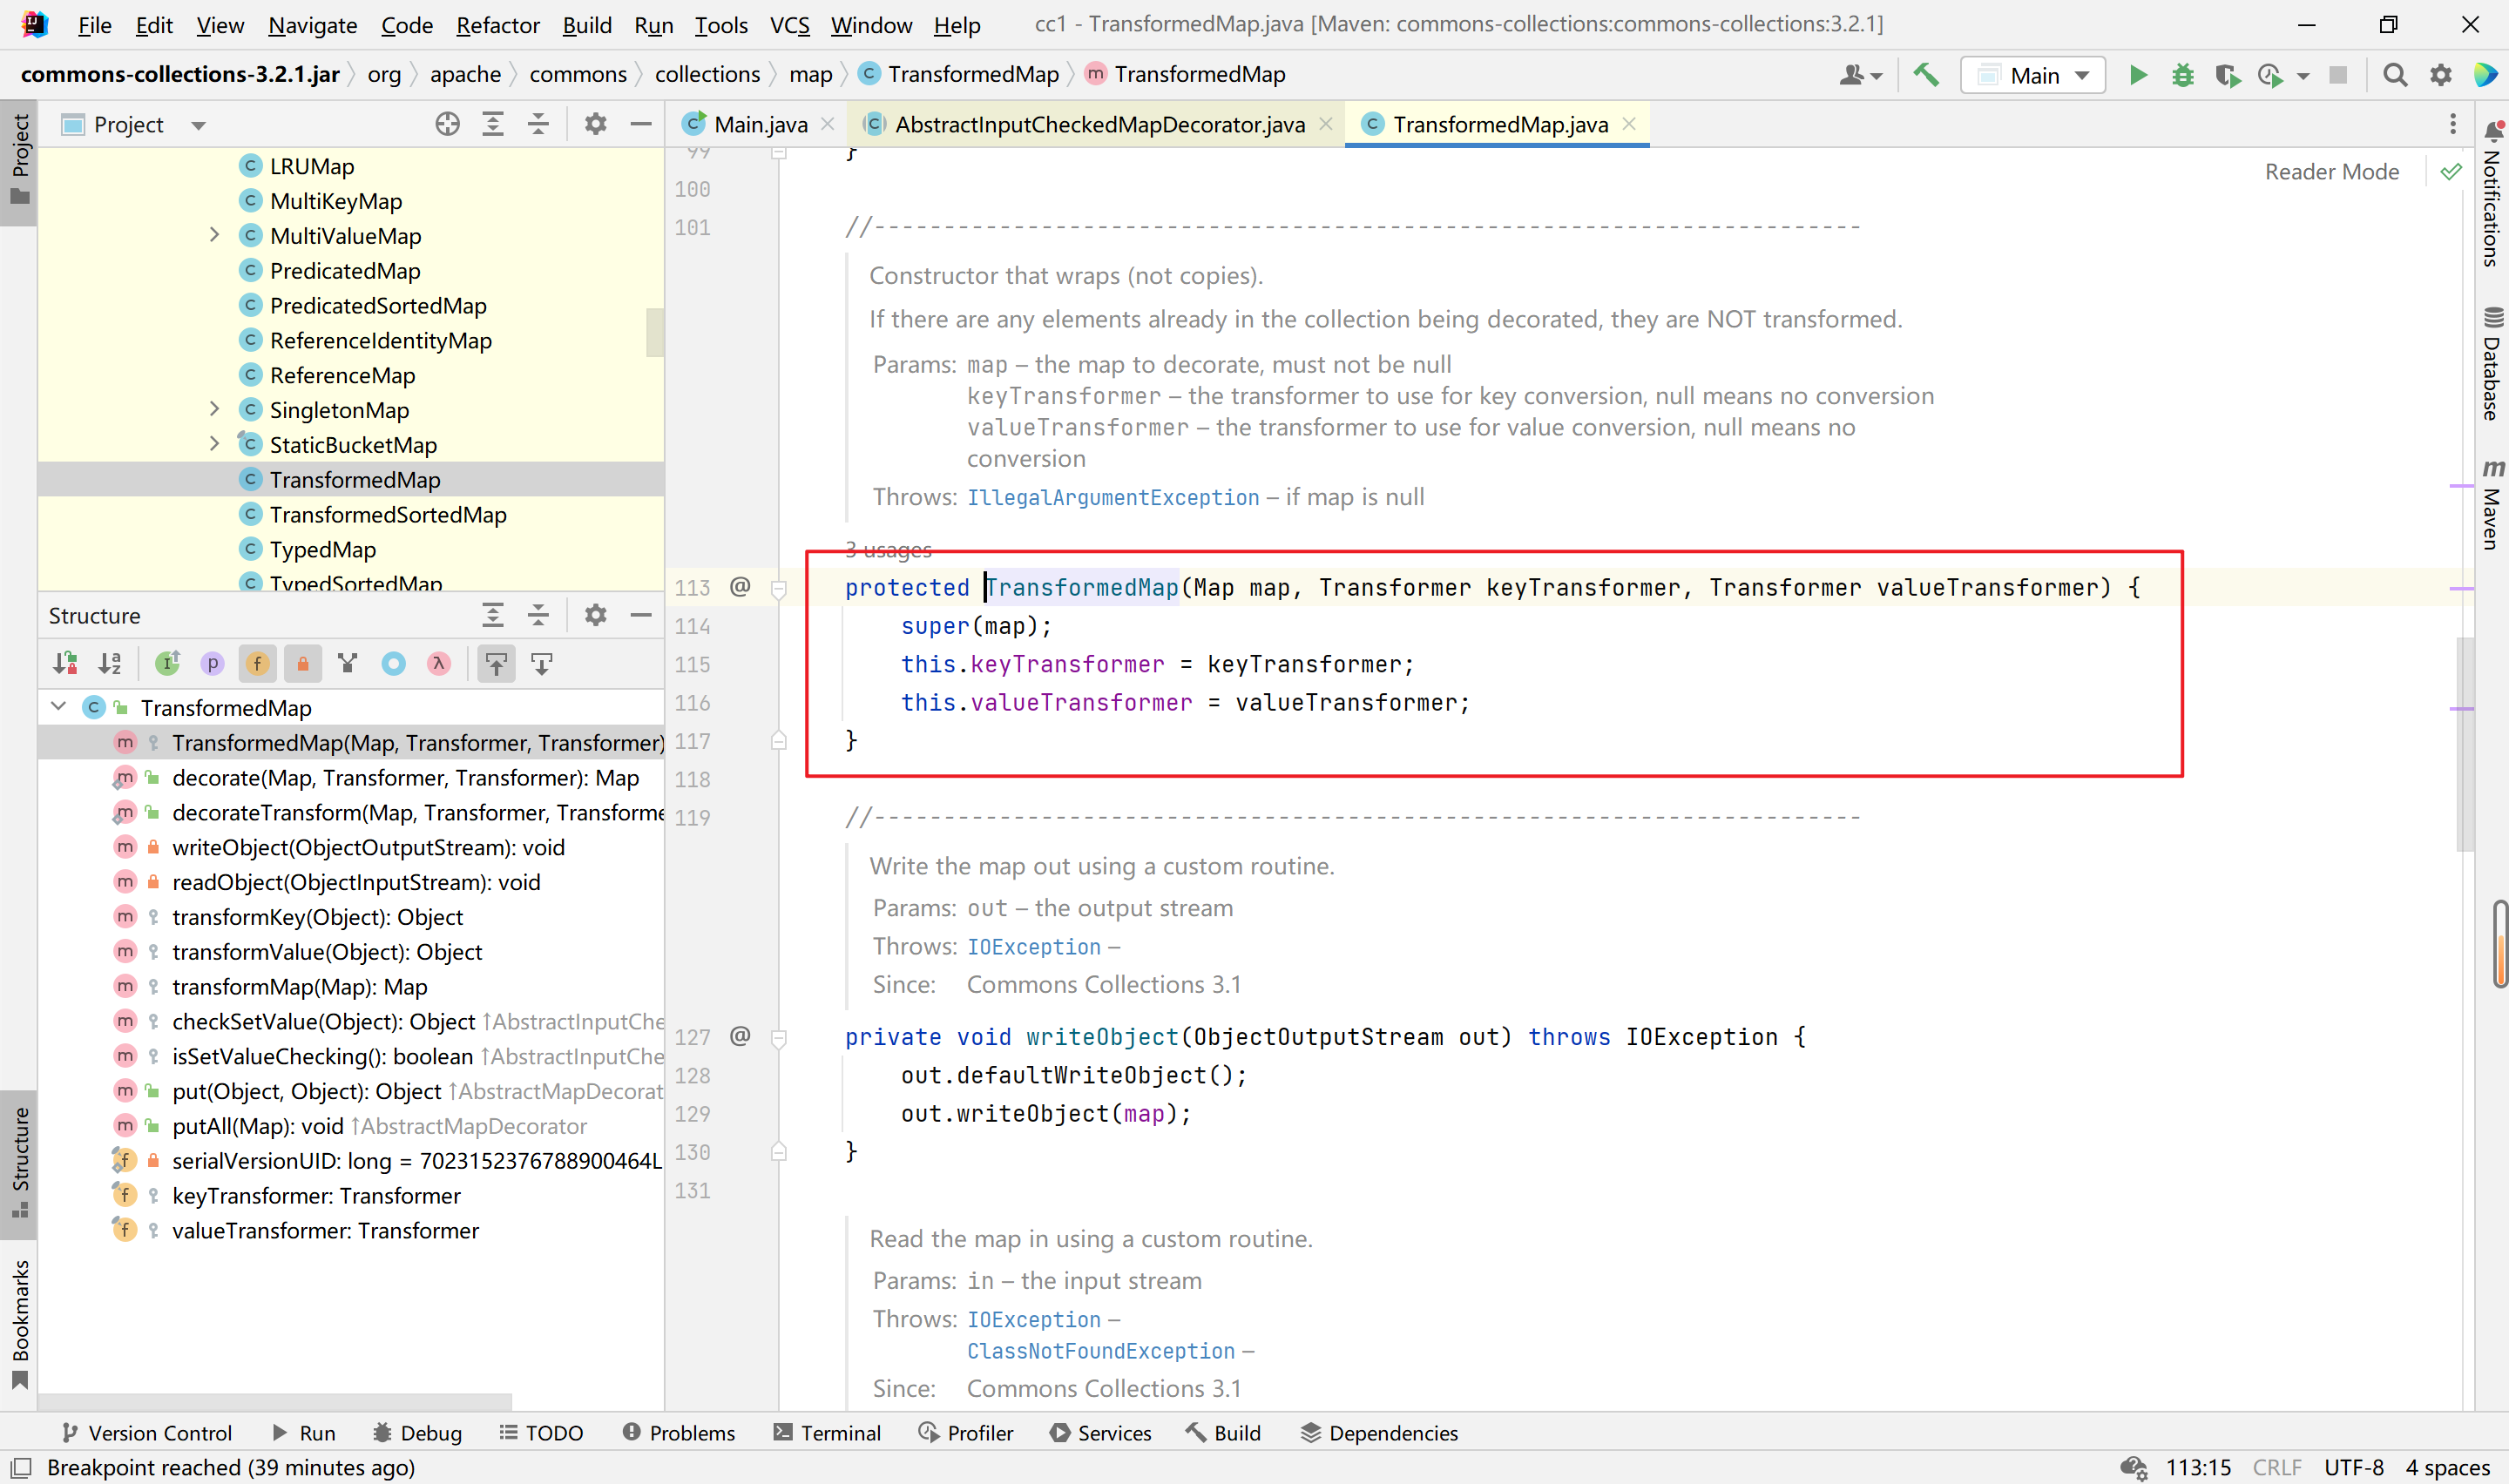 File Edit View Navigate Code Refactor Build Run Tools VCS Window Help cc1 - TransformedMap.java [Maven: commons-collections:commons-collections:3.2.1]
commons-collections-3.2.1.jar org apache commons collections map TransformedMap TransformedMap Main
Project
Project
LRUMap
MultiKeyMap
MultiValueMap
PredicatedMap
PredicatedSortedMap
ReferenceIdentityMap
ReferenceMap
SingletonMap
StaticBucketMap
TransformedMap
TransformedSortedMap
TypedMap
TypedSortedMap
Structure
TransformedMap
TransformedMap(Map, Transformer, Transformer)
decorate(Map, Transformer, Transformer): Map
decorateTransform(Map, Transformer, Transforme
writeObject(ObjectOutputStream): void
readObject(ObjectInputStream): void
transformKey(Object): Object
transformValue(Object): Object
transformMap(Map): Map
checkSetValue(Object): Object ↑AbstractInputChe
isSetValueChecking(): boolean ↑AbstractInputChe
put(Object, Object): Object ↑AbstractMapDecorat
putAll(Map): void ↑AbstractMapDecorator
serialVersionUID: long = 7023152376788900464L
keyTransformer: Transformer
valueTransformer: Transformer
Structure
Bookmarks
Main.java AbstractInputCheckedMapDecorator.java TransformedMap.java
Reader Mode
99 }
100
101 //-----------------------------------------------------------------------
Constructor that wraps (not copies).
If there are any elements already in the collection being decorated, they are NOT transformed.
Params: map – the map to decorate, must not be null
keyTransformer – the transformer to use for key conversion, null means no conversion
valueTransformer – the transformer to use for value conversion, null means no
conversion
Throws: IllegalArgumentException – if map is null
3 usages
113 @ protected TransformedMap(Map map, Transformer keyTransformer, Transformer valueTransformer) {
114 super(map);
115 this.keyTransformer = keyTransformer;
116 this.valueTransformer = valueTransformer;
117 }
118
119 //-----------------------------------------------------------------------
Write the map out using a custom routine.
Params: out – the output stream
Throws: IOException –
Since: Commons Collections 3.1
127 @ private void writeObject(ObjectOutputStream out) throws IOException {
128 out.defaultWriteObject();
129 out.writeObject(map);
130 }
131
Read the map in using a custom routine.
Params: in – the input stream
Throws: IOException –
ClassNotFoundException –
Since: Commons Collections 3.1
Notifications
Database
Maven
Version Control Run Debug TODO Problems Terminal Profiler Services Build Dependencies
Breakpoint reached (39 minutes ago) 113:15 CRLF UTF-8 4 spaces